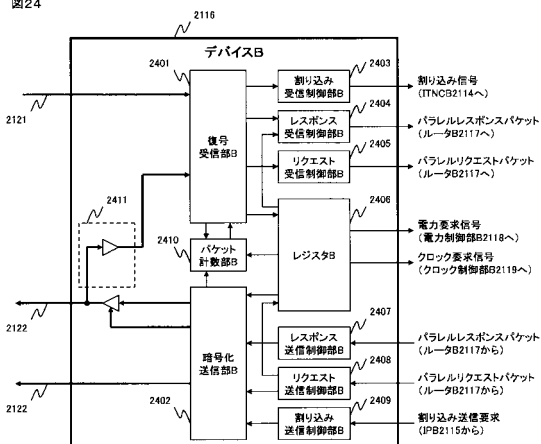 図24
2116
デバイスB
2401
復号
受信部B
2403
割り込み
受信制御部B
割り込み信号
(ITNCB2114へ)
2404
レスポンス
受信制御部B
パラレルレスポンスパケット
(ルータB2117へ)
2405
リクエスト
受信制御部B
パラレルリクエストパケット
(ルータB2117へ)
2121
2411
2406
レジスタB
電力要求信号
(電力制御部B2118へ)
クロック要求信号
(クロック制御部B2119へ)
2410
パケット
計数部B
2122
2407
レスポンス
送信制御部B
パラレルレスポンスパケット
(ルータB2117から)
暗号化
送信部B
2408
リクエスト
送信制御部B
パラレルリクエストパケット
(ルータB2117から)
2122
2402
2409
割り込み
送信制御部B
割り込み送信要求
(IPB2115から)